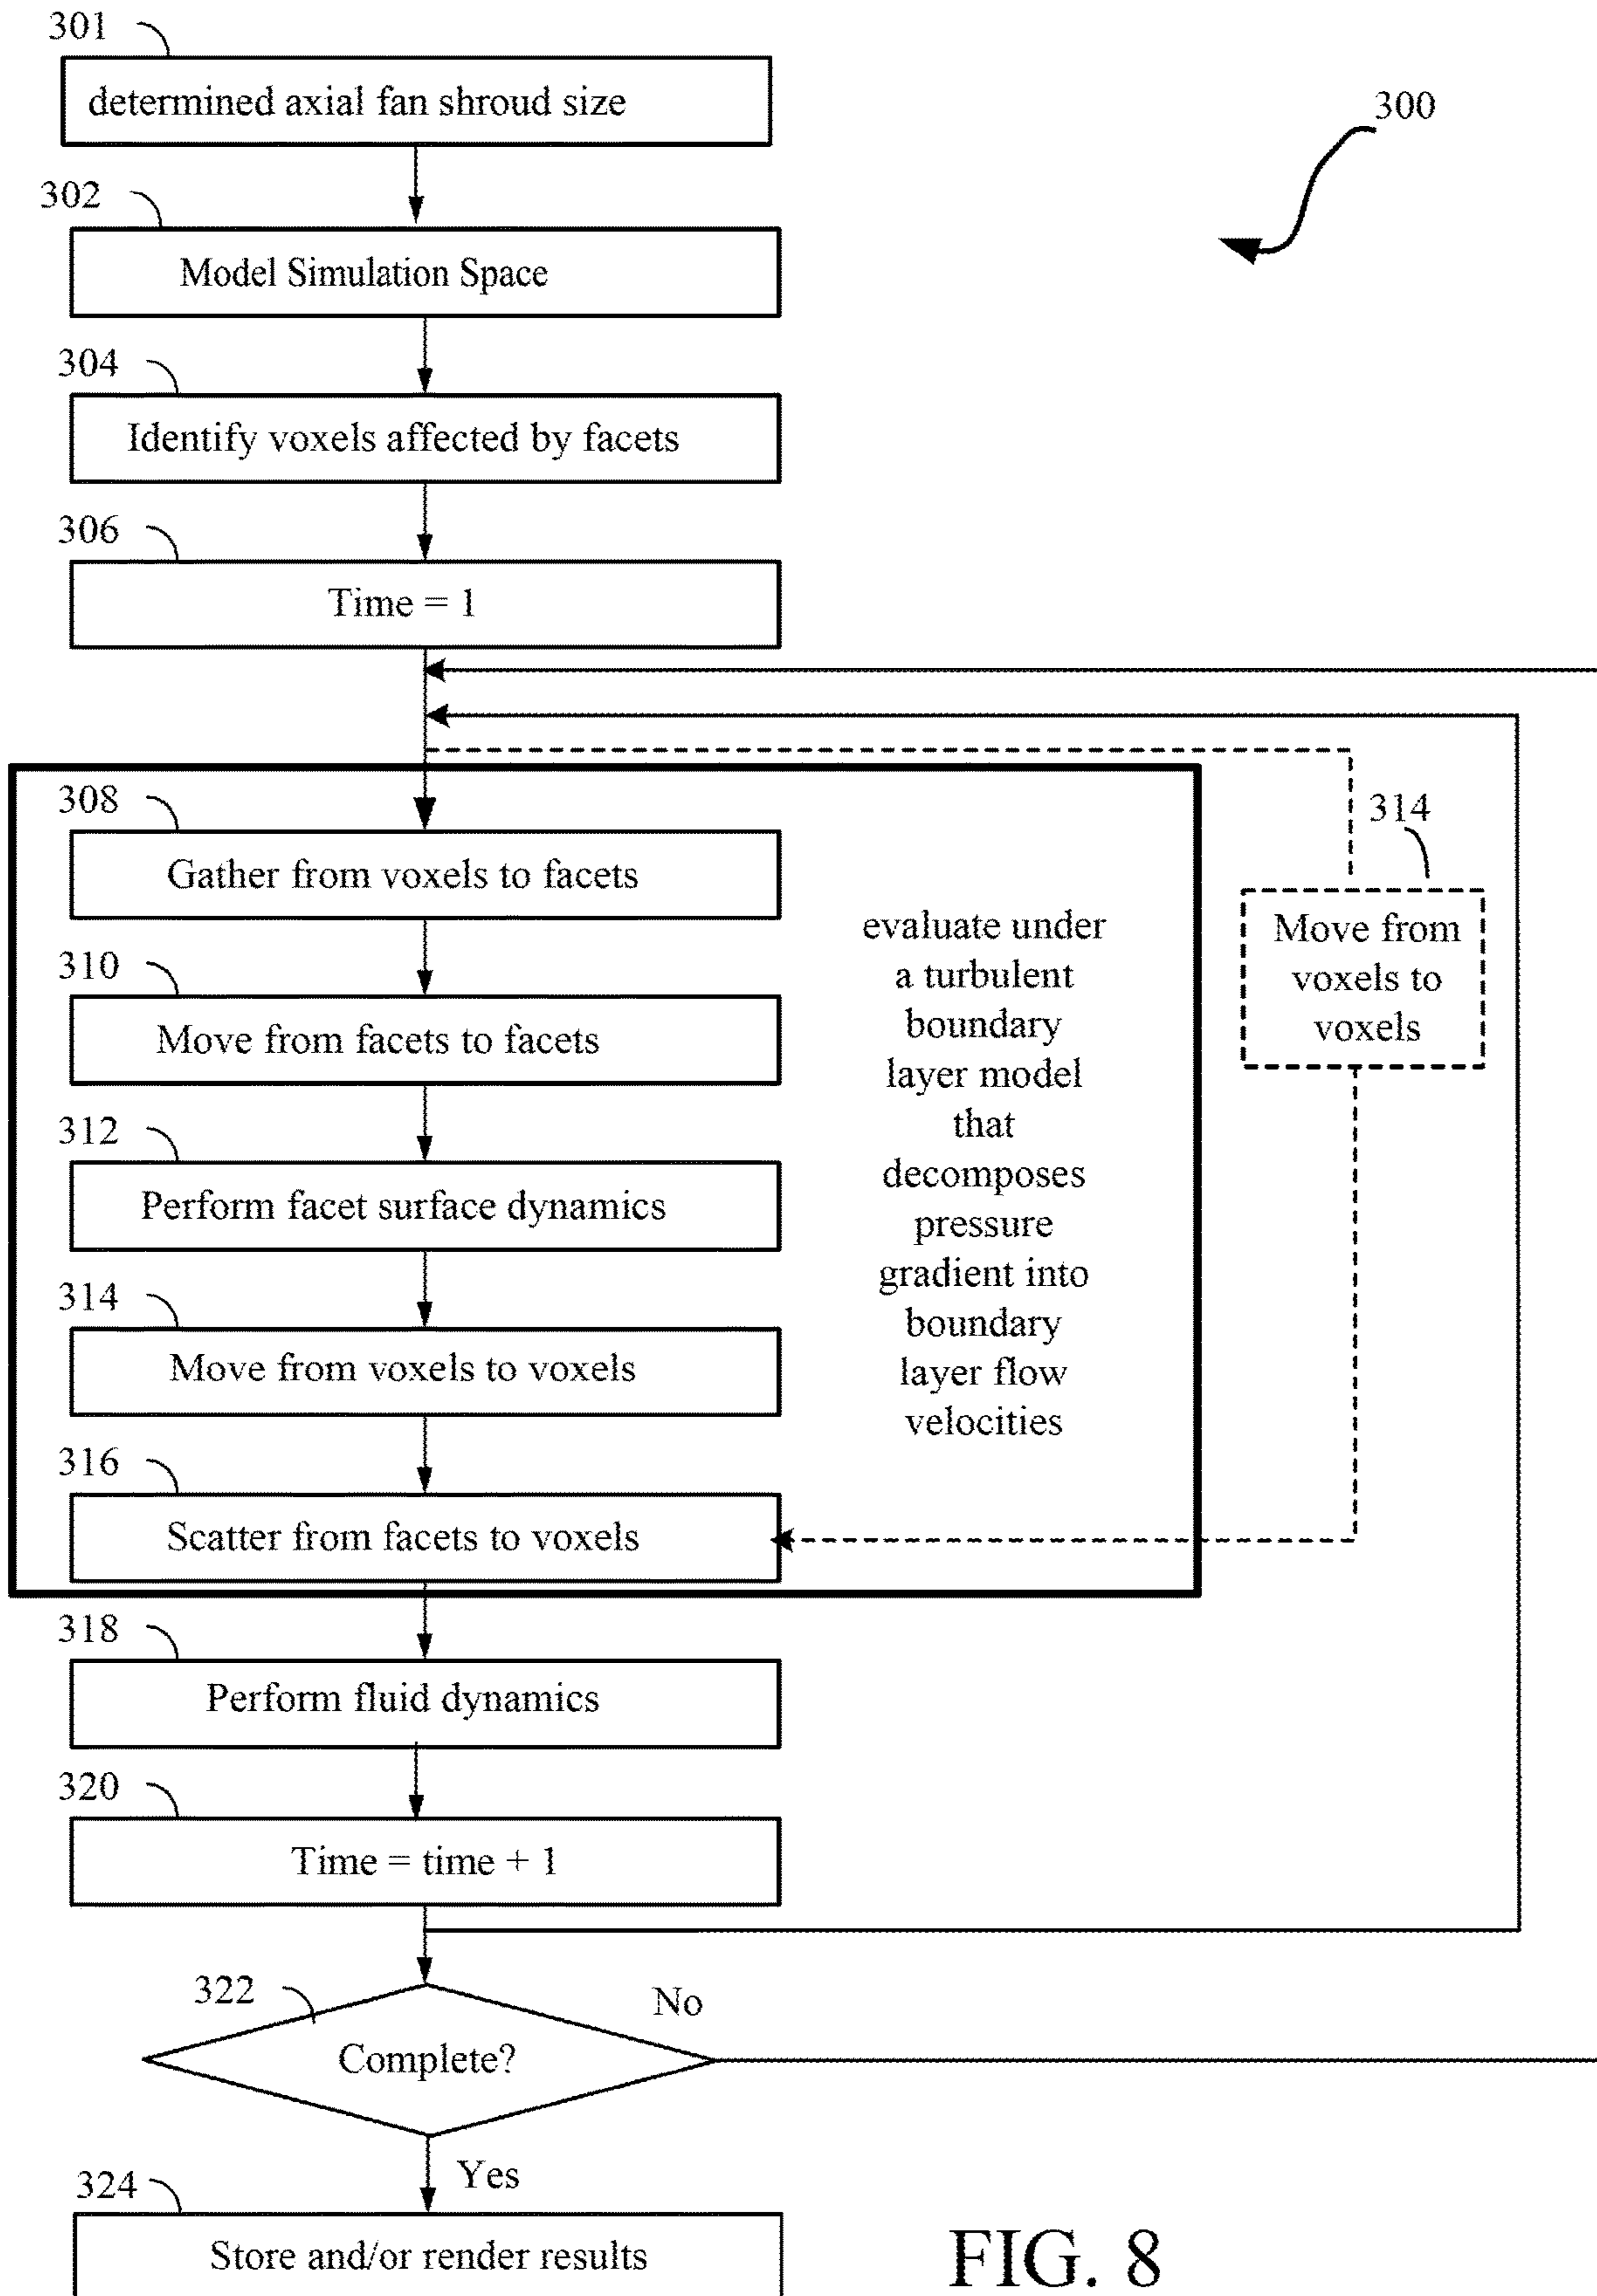 301
determined axial fan shroud size
300
302
Model Simulation Space
304
Identify voxels affected by facets
306
Time = 1
308
Gather from voxels to facets
310
Move from facets to facets
312
Perform facet surface dynamics
314
Move from voxels to voxels
316
Scatter from facets to voxels
evaluate under
a turbulent
boundary
layer model
that
decomposes
pressure
gradient into
boundary
layer flow
velocities
314
Move from
voxels to
voxels
318
Perform fluid dynamics
320
Time = time + 1
322
Complete?
No
Yes
324
Store and/or render results
FIG. 8